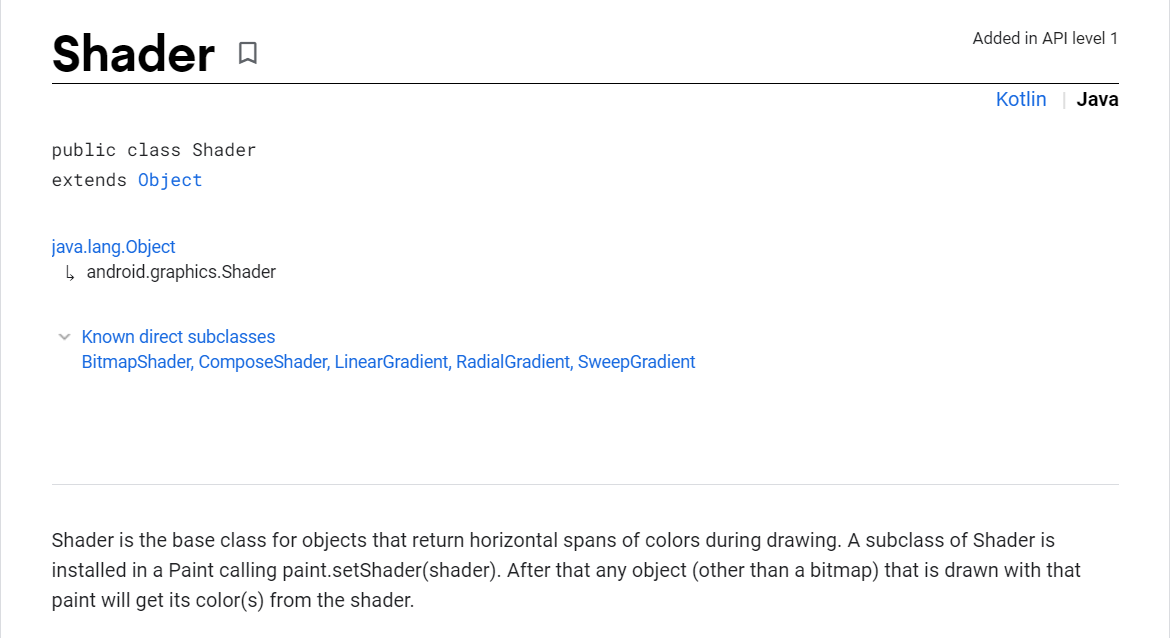 Shader
Added in API level 1
Kotlin | Java
public class Shader
extends Object
java.lang.Object
↳ android.graphics.Shader
Known direct subclasses
BitmapShader, ComposeShader, LinearGradient, RadialGradient, SweepGradient
Shader is the base class for objects that return horizontal spans of colors during drawing. A subclass of Shader is
installed in a Paint calling paint.setShader(shader). After that any object (other than a bitmap) that is drawn with that
paint will get its color(s) from the shader.